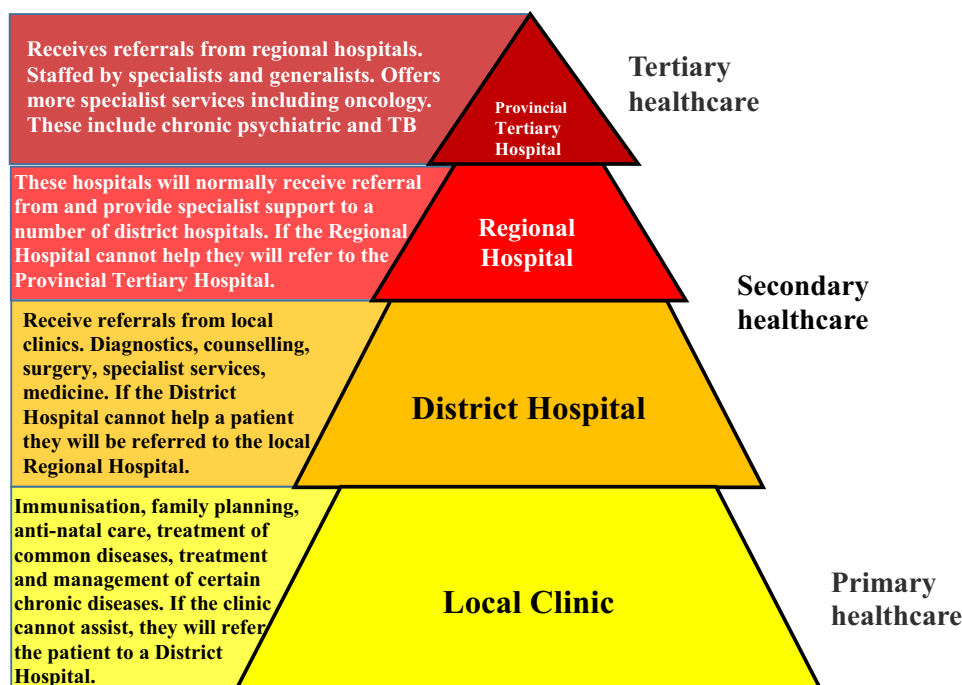 Receives referrals from regional hospitals.
Staffed by specialists and generalists. Offers
more specialist services including oncology.
These include chronic psychiatric and TB
Provincial
Tertiary
Hospital
Tertiary
healthcare
These hospitals will normally receive referral
from and provide specialist support to a
number of district hospitals. If the Regional
Hospital cannot help they will refer to the
Provincial Tertiary Hospital.
Regional
Hospital
Secondary
healthcare
Receive referrals from local
clinics. Diagnostics, counselling,
surgery, specialist services,
medicine. If the District
Hospital cannot help a patient
they will be referred to the local
Regional Hospital.
District Hospital
Immunisation, family planning,
anti-natal care, treatment of
common diseases, treatment
and management of certain
chronic diseases. If the clinic
cannot assist, they will refer
the patient to a District
Hospital.
Local Clinic
Primary
healthcare